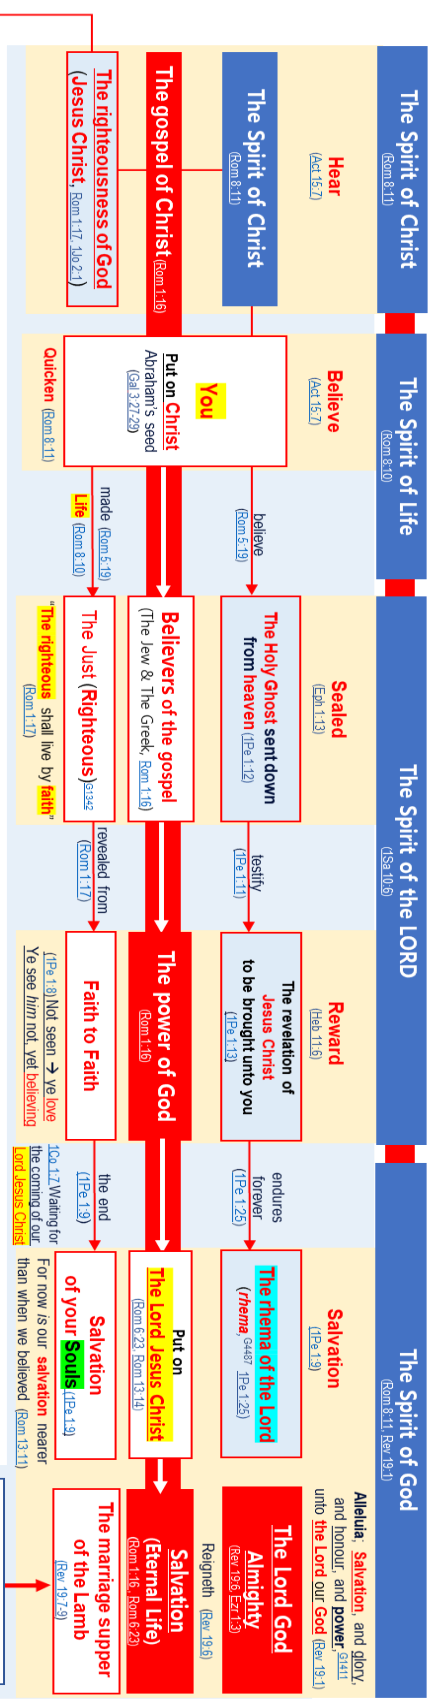 The Spirit of Christ
(Rom 8:11)
The Spirit of Life
(Rom 8:10)
The Spirit of the LORD
(1Sa 10:6)
The Spirit of God
(Rom 8:11, Rev 19:1)
Hear
(Act 15:7)
Believe
(Act 15:7)
Sealed
(Eph 1:13)
Reward
(Heb 11:6)
Salvation
(1Pe 1:9)
Alleluia; Salvation, and glory,
and honour, and power, G1411
unto the Lord our God (Rev 19:1)
The Spirit of Christ
(Rom 8:11)
believe
(Rom 5:19)
The Holy Ghost sent down
from heaven (1Pe 1:12)
testify
(1Pe 1:11)
The revelation of
Jesus Christ
to be brought unto you
(1Pe 1:13)
endures
forever
(1Pe 1:25)
The rhema of the Lord
(rhema, G4487 1Pe 1:25)
The Lord God
Almighty
(Rev 19:6, Ezr 1:3)
Reigneth (Rev 19:6)
The gospel of Christ (Rom 1:16)
You
Put on Christ
Abraham's seed
(Gal 3:27-29)
Believers of the gospel
(The Jew & The Greek, Rom 1:16)
The power of God
(Rom 1:16)
Put on
The Lord Jesus Christ
(Rom 6:23, Rom 13:14)
Salvation
(Eternal Life)
(Rom 1:16, Rom 6:23)
The righteousness of God
(Jesus Christ, Rom 1:17, 1Jo 2:1)
Quicken (Rom 8:11)
made (Rom 5:19)
Life (Rom 8:10)
The Just (Righteous)G1342
"The righteous shall live by faith"
(Rom 1:17)
revealed from
(Rom 1:17)
Faith to Faith
(1Pe 1:8) Not seen → ye love
Ye see him not, yet believing
the end
(1Pe 1:9)
1Co 1:7 Waiting for
the coming of our
Lord Jesus Christ
Salvation
of your Souls (1Pe 1:9)
For now is our salvation nearer
than when we believed (Rom 13:11)
The marriage supper
of the Lamb
(Rev 19:7-9)